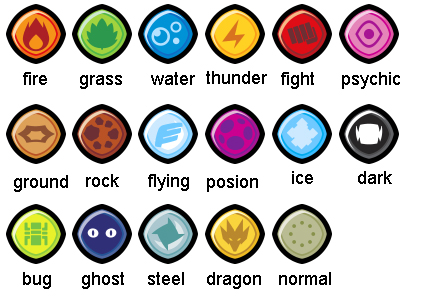 fire grass water thunder fight psychic
ground rock flying posion ice dark
bug ghost steel dragon normal